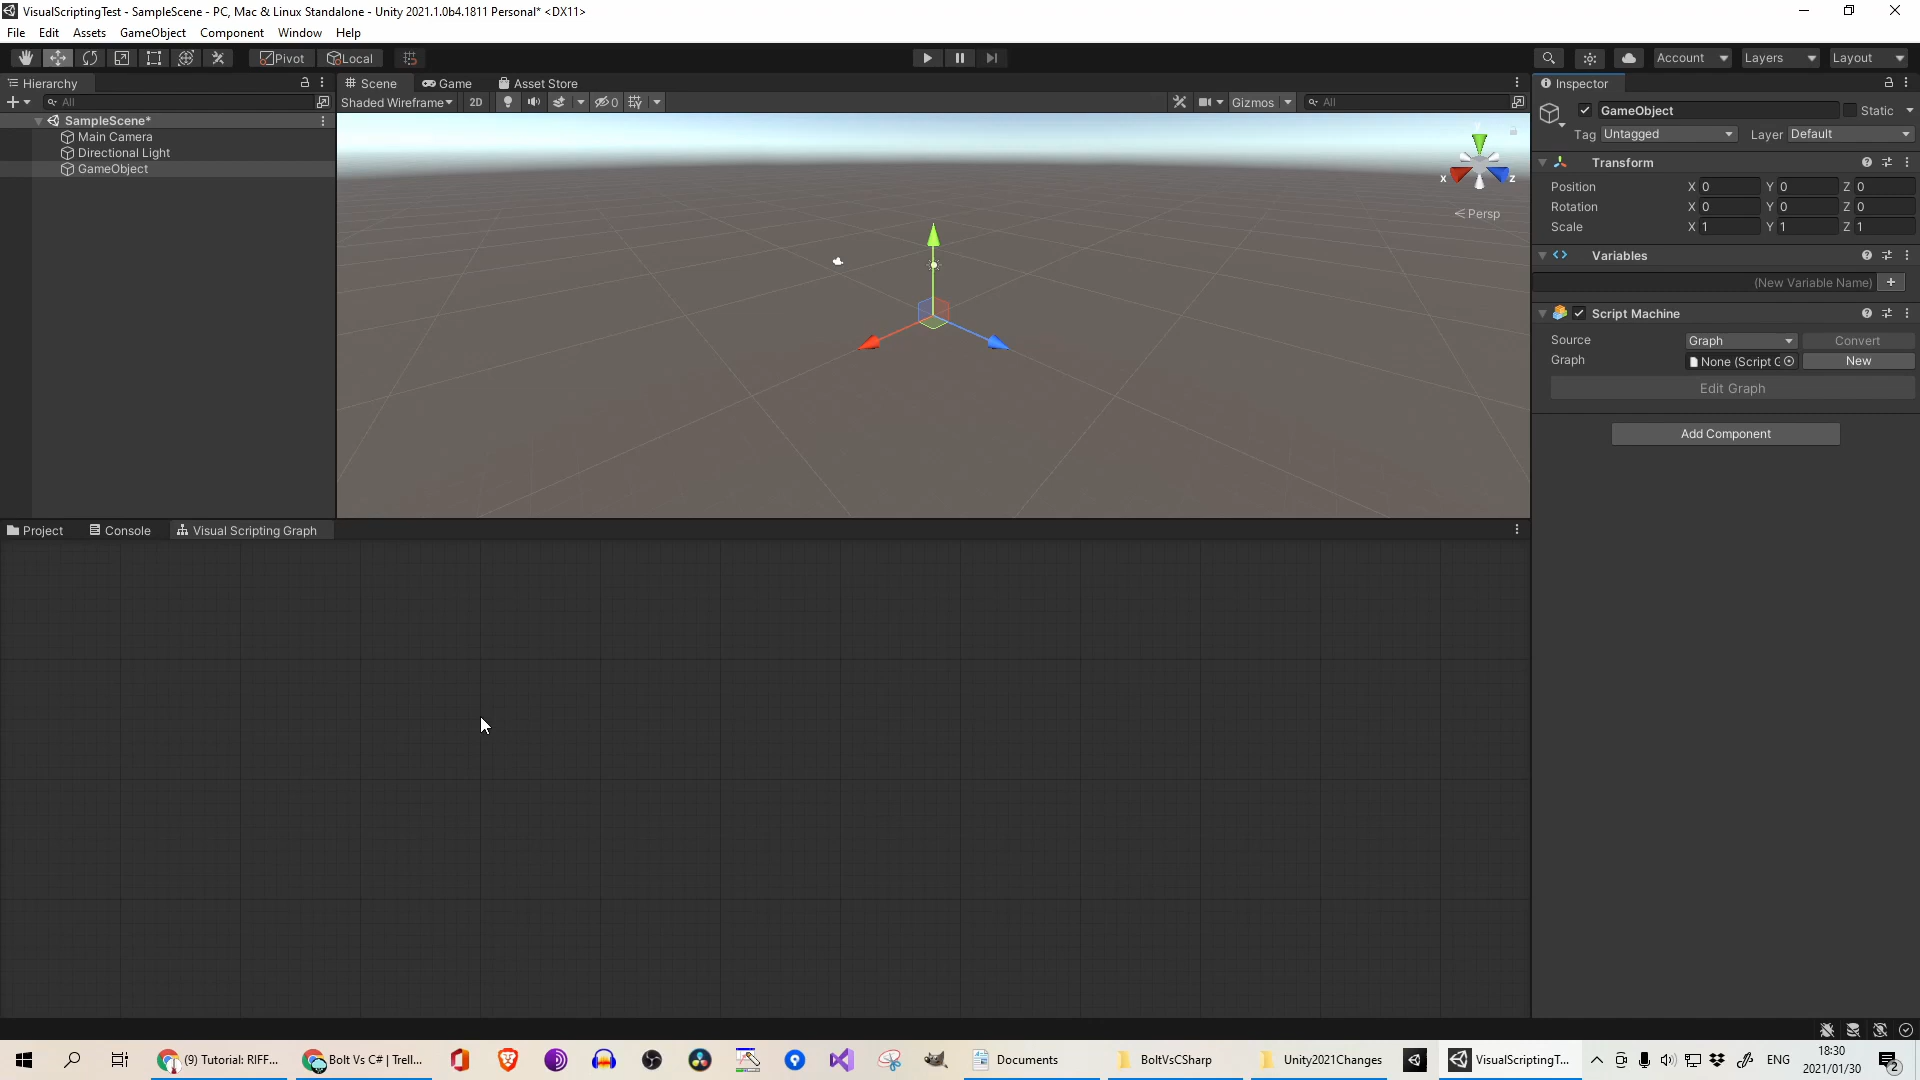 VisualScriptingTest - SampleScene - PC, Mac & Linux Standalone - Unity 2021.1.0b4.1811 Personal* <DX11>
File Edit Assets GameObject Component Window Help
Pivot Local Account Layers Layout
Hierarchy
All
SampleScene*
Main Camera
Directional Light
GameObject
Scene Game Asset Store
Shaded Wireframe 2D 0 Gizmos All
x z
Persp
Inspector
GameObject Static
Tag Untagged Layer Default
Transform
Position X 0 Y 0 Z 0
Rotation X 0 Y 0 Z 0
Scale X 1 Y 1 Z 1
Variables
(New Variable Name)
Script Machine
Source Graph Convert
Graph None (Script G New
Edit Graph
Add Component
Project Console Visual Scripting Graph
(9) Tutorial: RIFF... Bolt Vs C# | Trell... Documents BoltVsCSharp Unity2021Changes VisualScriptingT... ENG
18:30
2021/01/30
2